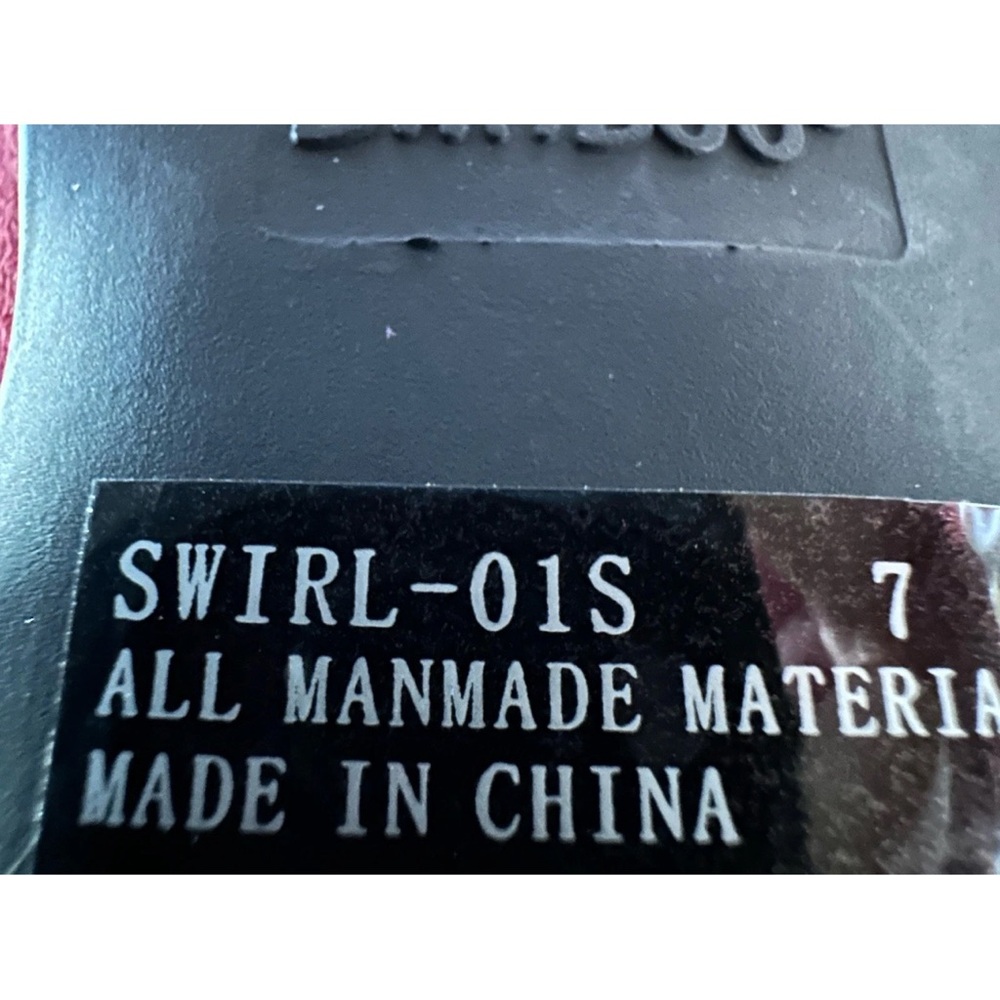 SWIRL-01S 7
ALL MANMADE MATERIA
MADE IN CHINA